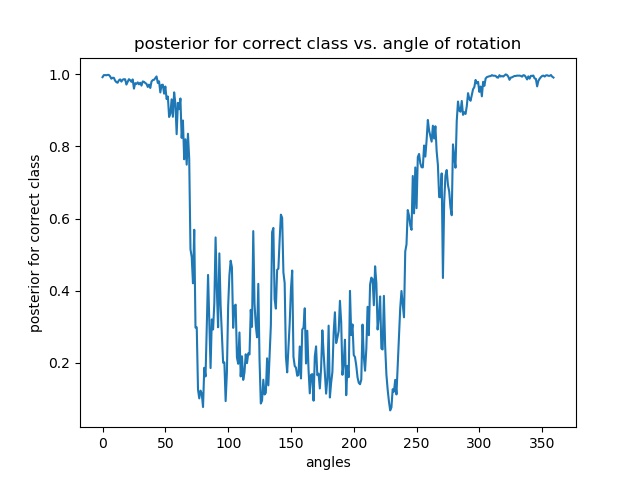 posterior for correct class vs. angle of rotation
posterior for correct class
1.0
0.8
0.6
0.4
0.2
0 50 100 150 200 250 300 350
angles